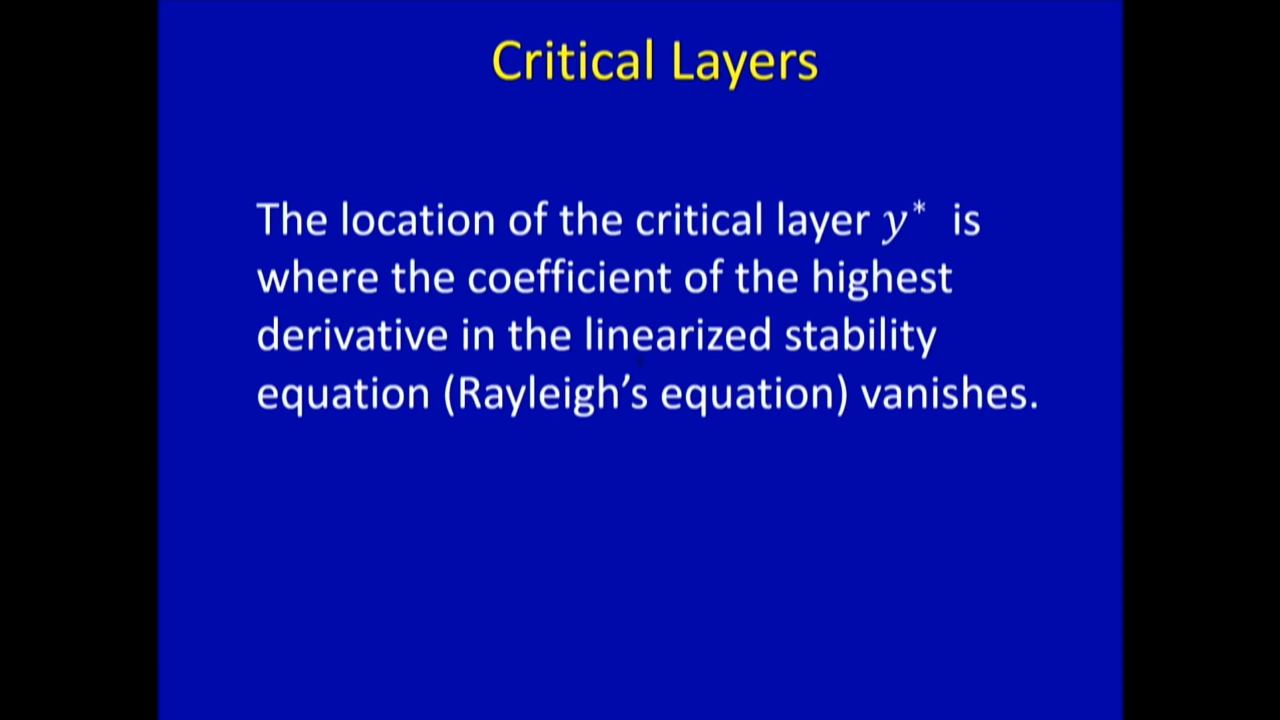 Critical Layers
The location of the critical layer y* is
where the coefficient of the highest
derivative in the linearized stability
equation (Rayleigh’s equation) vanishes.